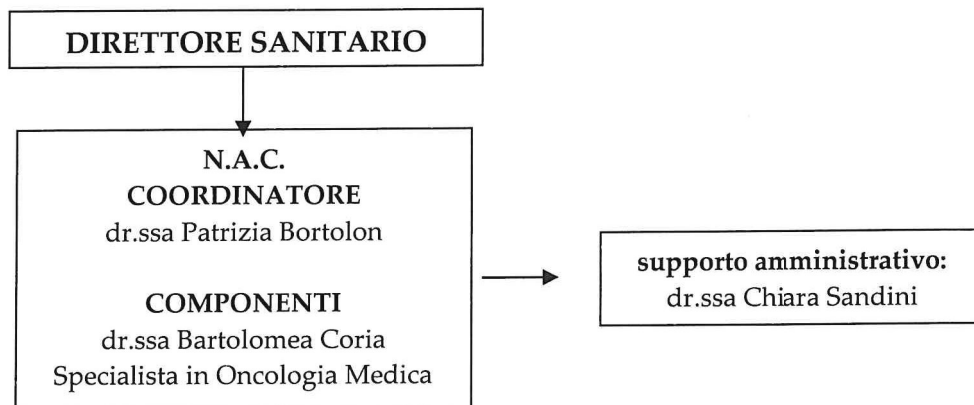 DIRETTORE SANITARIO
N.A.C.
COORDINATORE
dr.ssa Patrizia Bortolon
COMPONENTI
dr.ssa Bartolomea Coria
Specialista in Oncologia Medica
supporto amministrativo:
dr.ssa Chiara Sandini